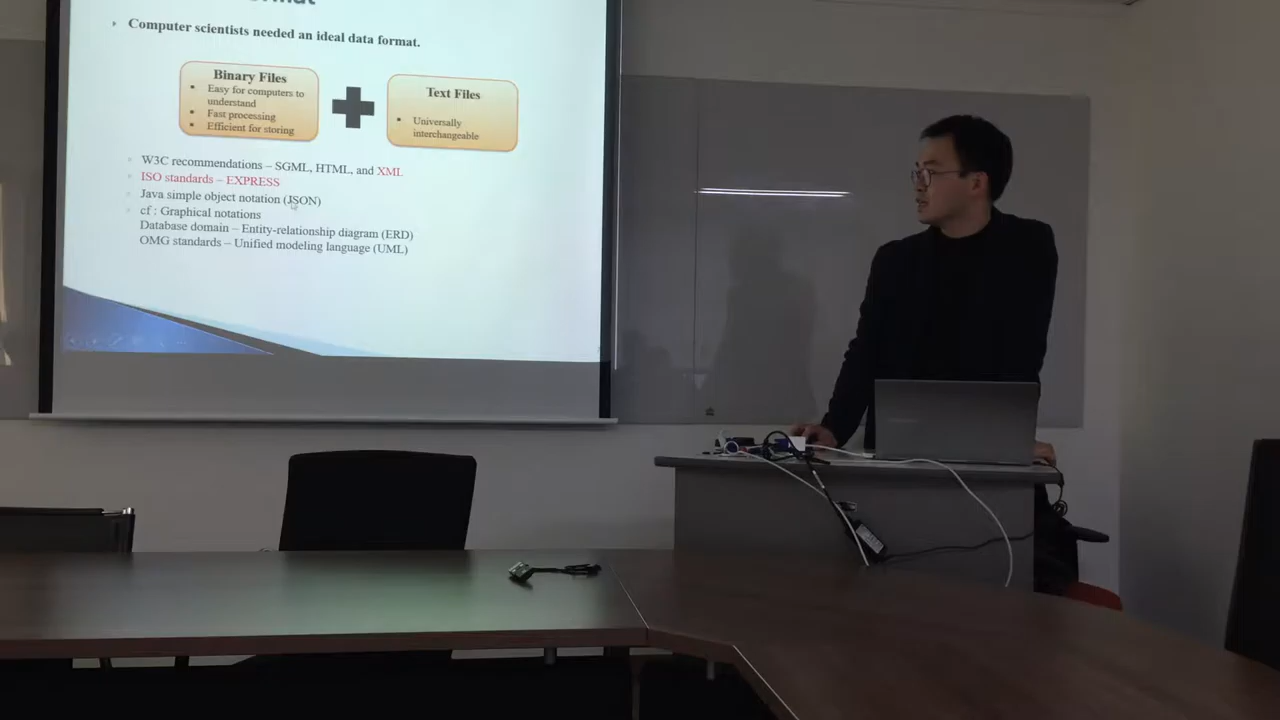 Computer scientists needed an ideal data format.
Binary Files
Easy for computers to
understand
Fast processing
Efficient for storing
Text Files
Universally
interchangeable
W3C recommendations – SGML, HTML, and XML
ISO standards – EXPRESS
Java simple object notation (JSON)
cf : Graphical notations
Database domain – Entity-relationship diagram (ERD)
OMG standards – Unified modeling language (UML)